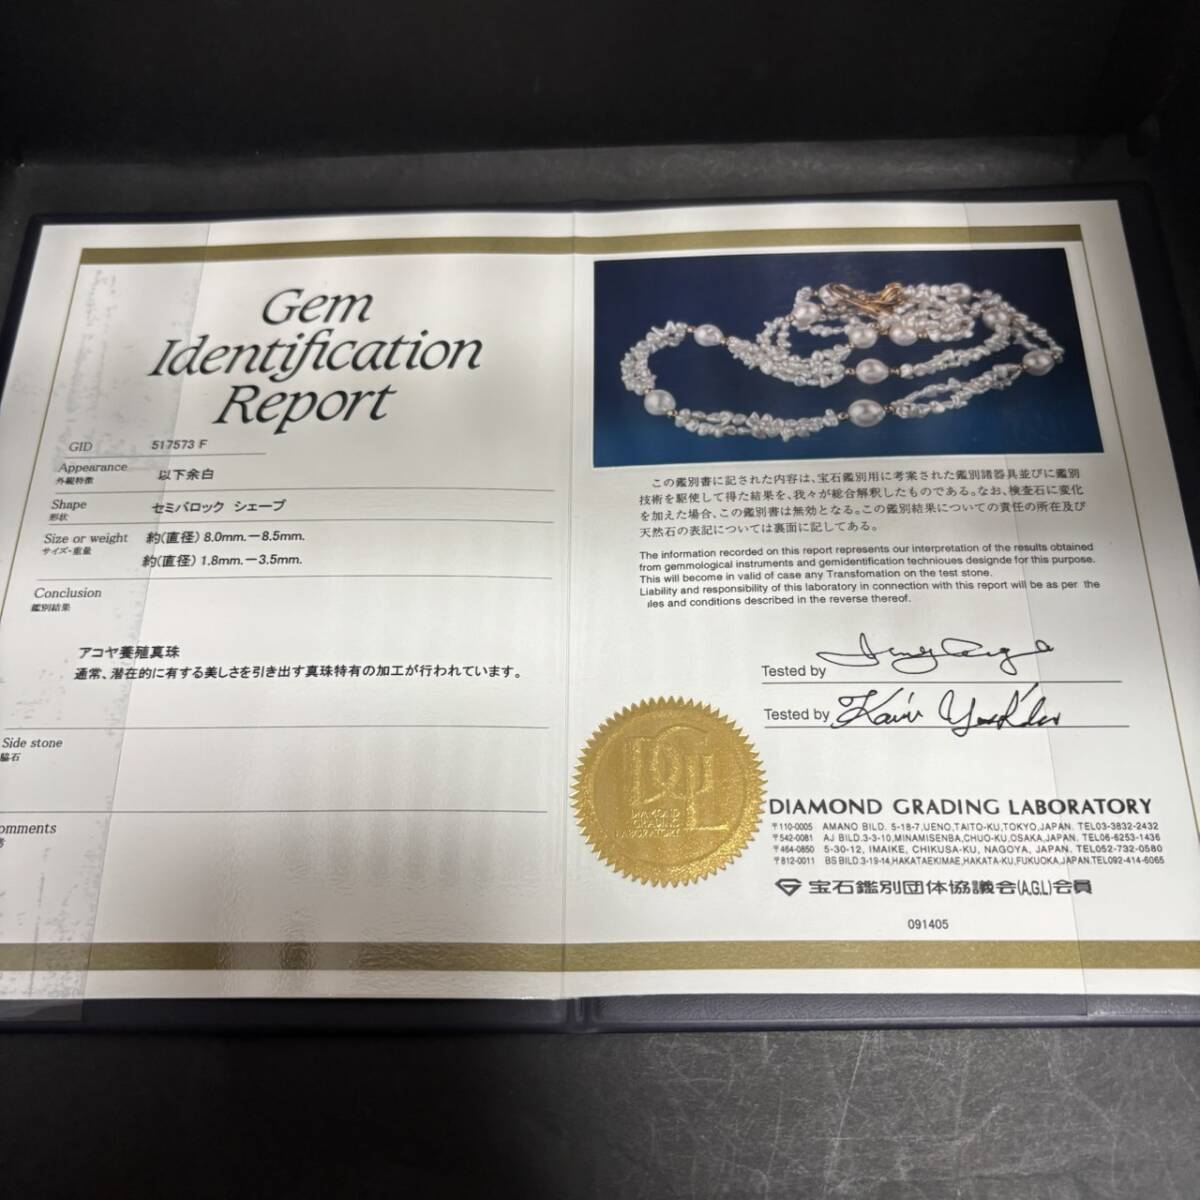 Gem
Identification
Report
GID 517573 F
Appearance 以下余白
外観特徴
Shape セミバロック シェープ
形状
Size or weight 約(直径) 8.0mm.ー8.5mm.
サイズ・重量 約(直径) 1.8mm.ー3.5mm.
Conclusion
鑑別結果
アコヤ養殖真珠
通常、潜在的に有する美しさを引き出す真珠特有の加工が行われています。
Side stone
脇石
omments
この鑑別書に記された内容は、宝石鑑別用に考案された鑑別諸器具並びに鑑別
技術を駆使して得た結果を、我々が総合解釈したものである。なお、検査石に変化
を加えた場合、この鑑別書は無効となる。この鑑別結果についての責任の所在及び
天然石の表記については裏面に記してある。
The information recorded on this report represents our interpretation of the results obtained
from gemmological instruments and gemidentification technioues designde for this purpose.
This will become in valid of case any Transfomation on the test stone.
Liability and responsibility of this laboratory in connection with this report will be as per the
ules and conditions described in the reverse thereof.
Tested by
Tested by
DGL
DIAMOND
GRADING
LABORATORY
DIAMOND GRADING LABORATORY
〒110-0005 AMANO BILD. 5-18-7,UENO,TAITO-KU,TOKYO,JAPAN. TEL03-3832-2432
〒542-0081 AJ BILD.3-3-10,MINAMISENBA,CHUO-KU,OSAKA,JAPAN. TEL06-6253-1436
〒464-0850 5-30-12, IMAIKE, CHIKUSA-KU, NAGOYA, JAPAN. TEL052-732-0580
〒812-0011 BS BILD.3-19-14,HAKATAEKIMAE,HAKATA-KU,FUKUOKA,JAPAN.TEL092-414-6065
宝石鑑別団体協議会(A.G.L)会員
091405